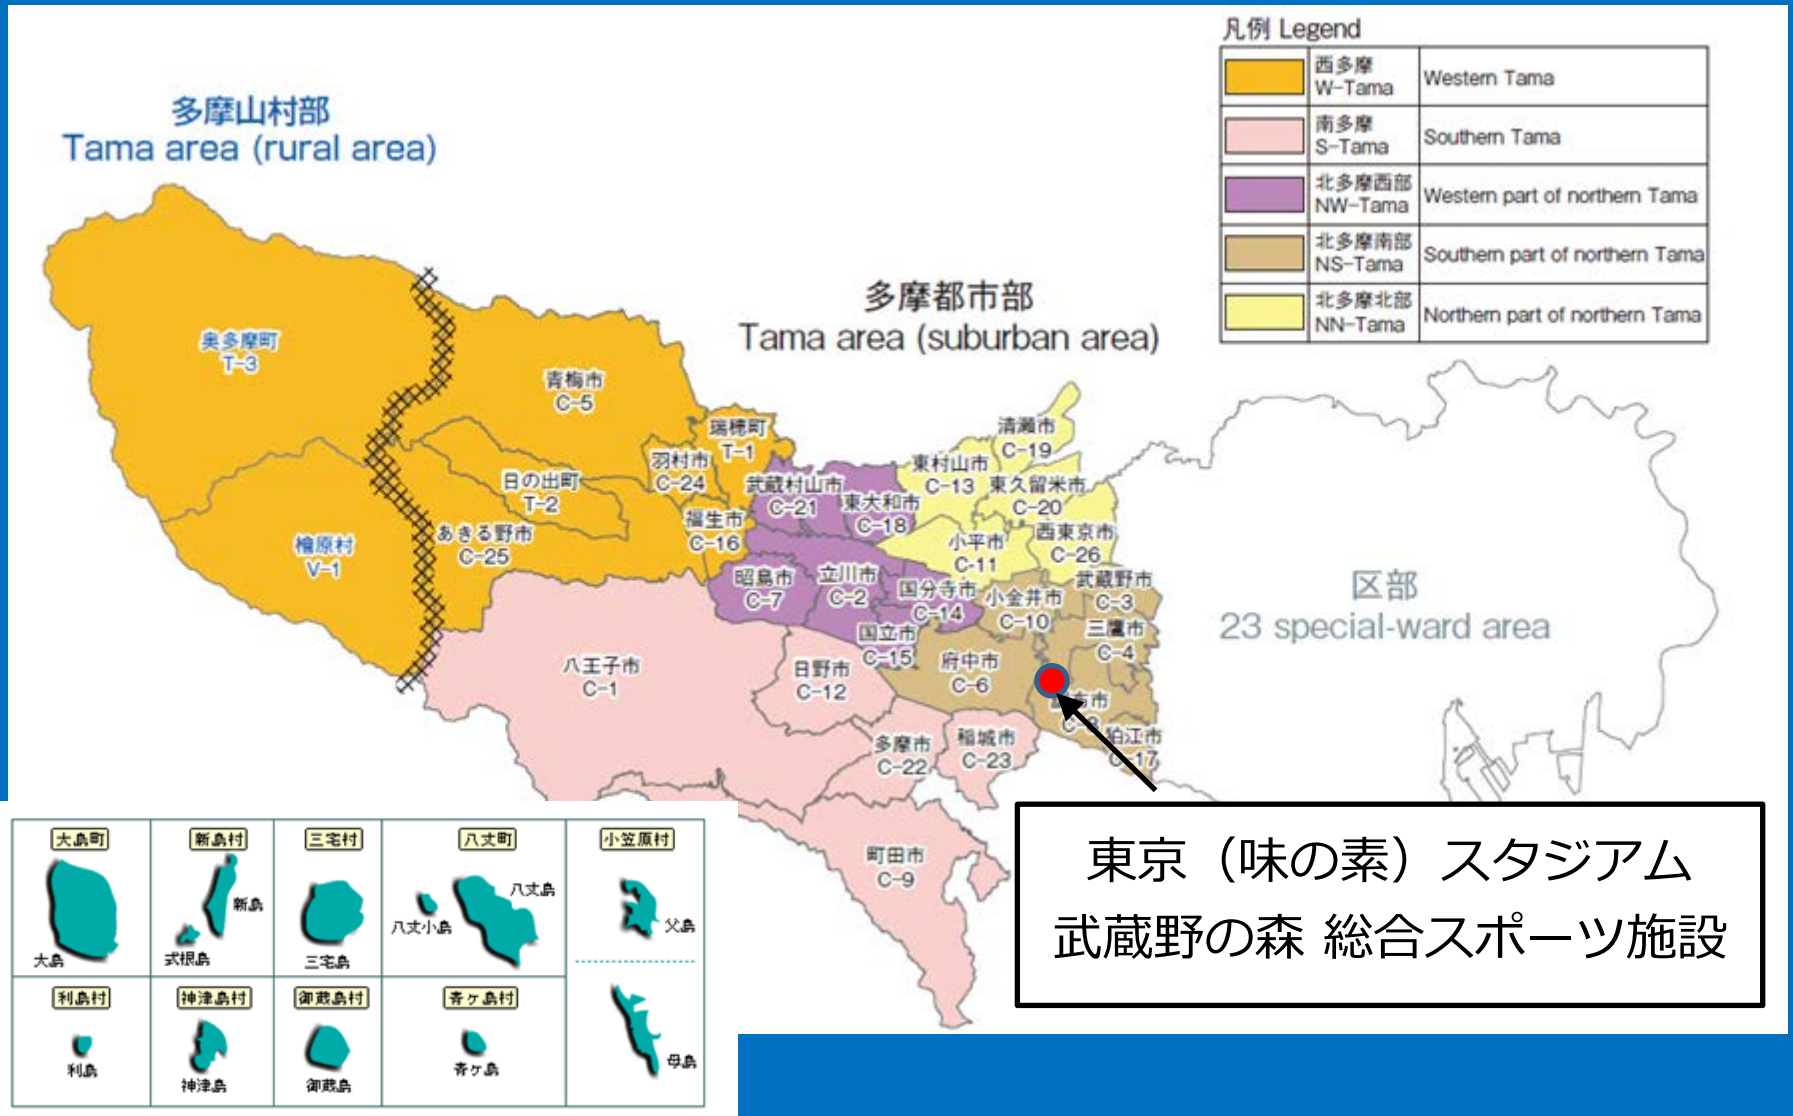 凡例 Legend
西多摩
W-Tama
Western Tama
南多摩
S-Tama
Southern Tama
北多摩西部
NW-Tama
Western part of northern Tama
北多摩南部
NS-Tama
Southern part of northern Tama
北多摩北部
NN-Tama
Northern part of northern Tama
多摩山村部
Tama area (rural area)
多摩都市部
Tama area (suburban area)
奥多摩町
T-3
青梅市
C-5
瑞穂町
T-1
清瀬市
C-19
羽村市
C-24
日の出町
T-2
武蔵村山市
C-21
東大和市
C-18
東村山市
C-13
東久留米市
C-20
福生市
C-16
あきる野市
C-25
檜原村
V-1
小平市
C-11
西東京市
C-26
昭島市
C-7
立川市
C-2
国分寺市
C-14
小金井市
C-10
武蔵野市
C-3
区部
23 special-ward area
国立市
C-15
三鷹市
C-4
八王子市
C-1
日野市
C-12
府中市
C-6
布市
狛江市
C-17
多摩市
C-22
稲城市
C-23
町田市
C-9
東京（味の素）スタジアム
武蔵野の森 総合スポーツ施設
大島町
大島
新島村
新島
式根島
三宅村
三宅島
八丈町
八丈島
八丈小島
小笠原村
父島
母島
利島村
利島
神津島村
神津島
御蔵島村
御蔵島
青ヶ島村
青ヶ島